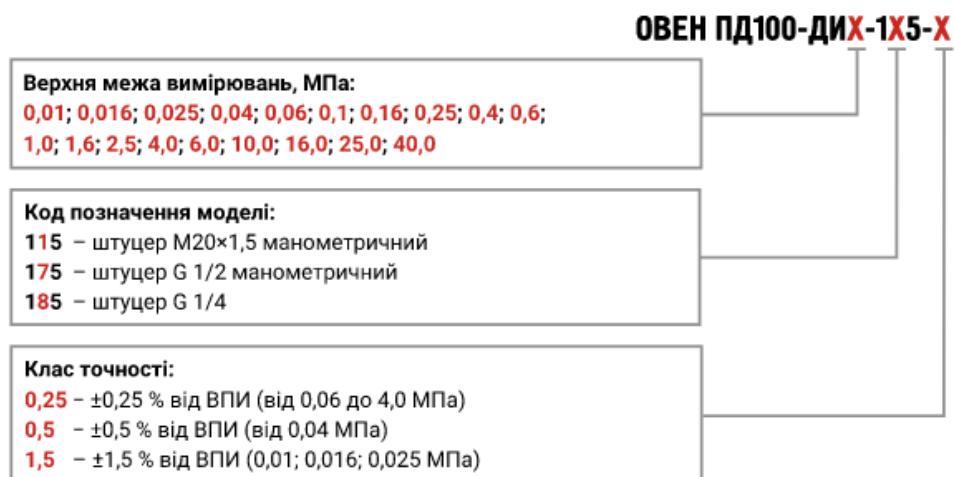 ОВЕН ПД100-ДИХ-1Х5-Х
Верхня межа вимірювань, МПа:
0,01; 0,016; 0,025; 0,04; 0,06; 0,1; 0,16; 0,25; 0,4; 0,6;
1,0; 1,6; 2,5; 4,0; 6,0; 10,0; 16,0; 25,0; 40,0
Код позначення моделі:
115 – штуцер М20×1,5 манометричний
175 – штуцер G 1/2 манометричний
185 – штуцер G 1/4
Клас точності:
0,25 – ±0,25 % від ВПИ (від 0,06 до 4,0 МПа)
0,5 – ±0,5 % від ВПИ (від 0,04 МПа)
1,5 – ±1,5 % від ВПИ (0,01; 0,016; 0,025 МПа)